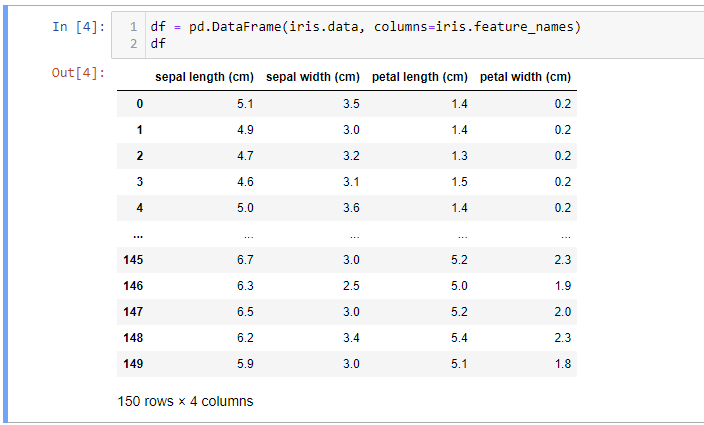 In [4]: 1 df = pd.DataFrame(iris.data, columns=iris.feature_names)
2 df
Out[4]:
sepal length (cm) sepal width (cm) petal length (cm) petal width (cm)
0 5.1 3.5 1.4 0.2
1 4.9 3.0 1.4 0.2
2 4.7 3.2 1.3 0.2
3 4.6 3.1 1.5 0.2
4 5.0 3.6 1.4 0.2
... ... ... ... ...
145 6.7 3.0 5.2 2.3
146 6.3 2.5 5.0 1.9
147 6.5 3.0 5.2 2.0
148 6.2 3.4 5.4 2.3
149 5.9 3.0 5.1 1.8
150 rows × 4 columns